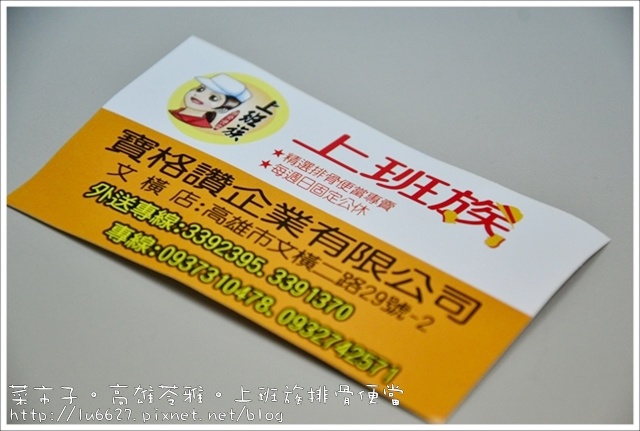 上班族
上班族
★精選排骨便當專賣
★每週日固定公休
寶格讚企業有限公司
文橫店:高雄市文橫二路29號-2
外送專線:3392395.3391370
專線:0937310478.0932742571
菜市子。高雄苓雅。上班族排骨便當
http://lu6627.pixnet.net/blog